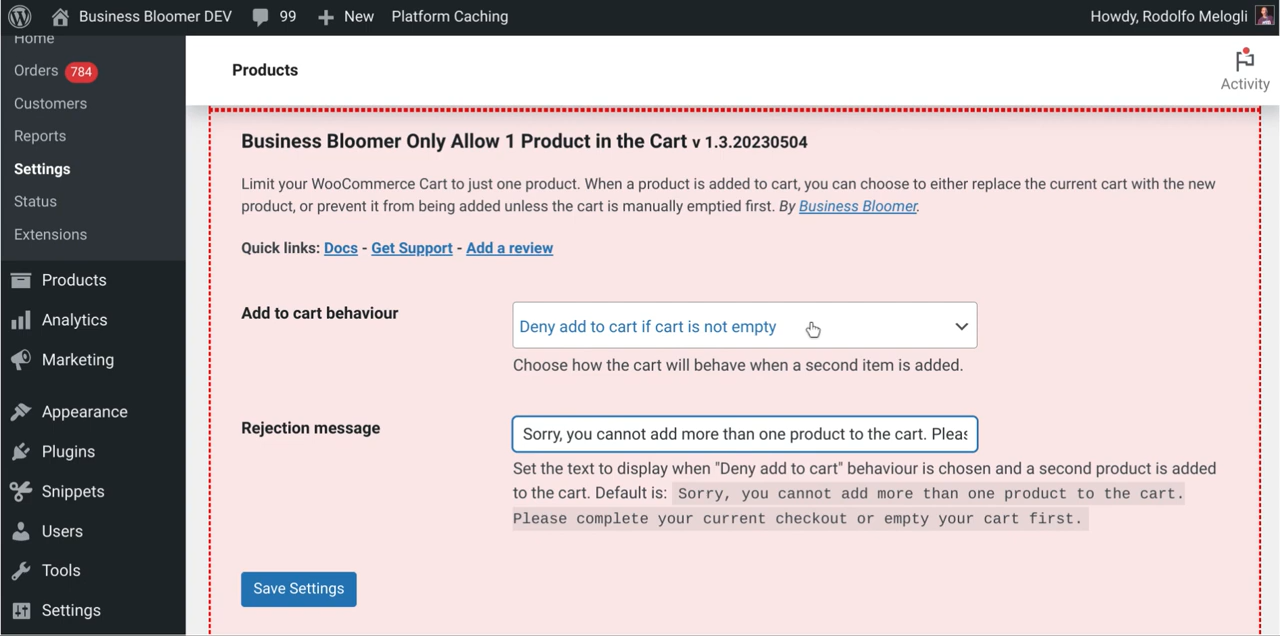 Business Bloomer DEV 99 New Platform Caching Howdy, Rodolfo Melogli
Home
Orders 784
Customers
Reports
Settings
Status
Extensions
Products
Analytics
Marketing
Appearance
Plugins
Snippets
Users
Tools
Settings
Products
Activity
Business Bloomer Only Allow 1 Product in the Cart v 1.3.20230504
Limit your WooCommerce Cart to just one product. When a product is added to cart, you can choose to either replace the current cart with the new
product, or prevent it from being added unless the cart is manually emptied first. By Business Bloomer.
Quick links: Docs - Get Support - Add a review
Add to cart behaviour
Deny add to cart if cart is not empty
Choose how the cart will behave when a second item is added.
Rejection message
Sorry, you cannot add more than one product to the cart. Pleas
Set the text to display when "Deny add to cart" behaviour is chosen and a second product is added
to the cart. Default is: Sorry, you cannot add more than one product to the cart.
Please complete your current checkout or empty your cart first.
Save Settings